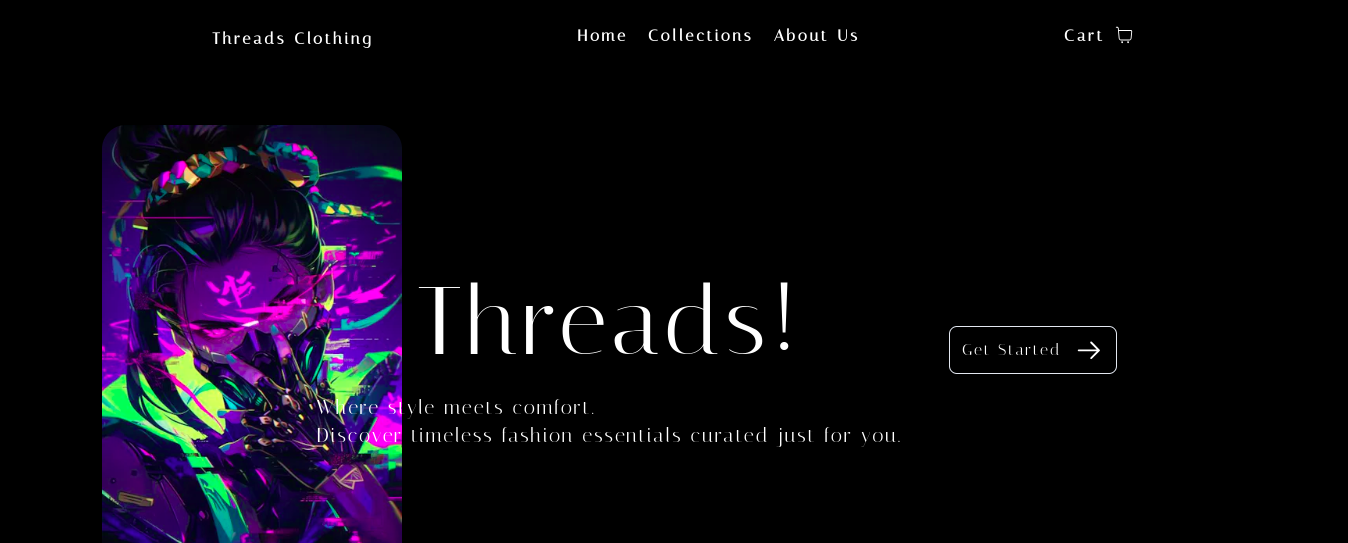 Threads Clothing
Home Collections About Us
Cart
Threads!
Get Started
Where style meets comfort.
Discover timeless fashion essentials curated just for you.